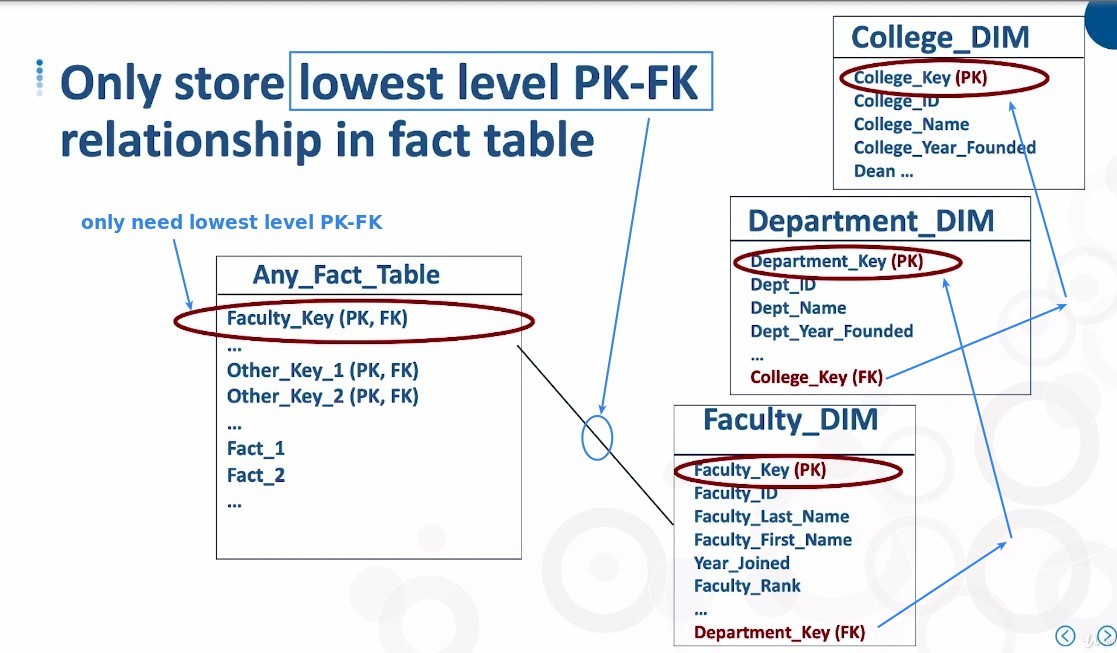 Only store lowest level PK-FK
relationship in fact table
only need lowest level PK-FK
Any_Fact_Table
Faculty_Key (PK, FK)
...
Other_Key_1 (PK, FK)
Other_Key_2 (PK, FK)
...
Fact_1
Fact_2
...
College_DIM
College_Key (PK)
College_ID
College_Name
College_Year_Founded
Dean ...
Department_DIM
Department_Key (PK)
Dept_ID
Dept_Name
Dept_Year_Founded
...
College_Key (FK)
Faculty_DIM
Faculty_Key (PK)
Faculty_ID
Faculty_Last_Name
Faculty_First_Name
Year_Joined
Faculty_Rank
...
Department_Key (FK)